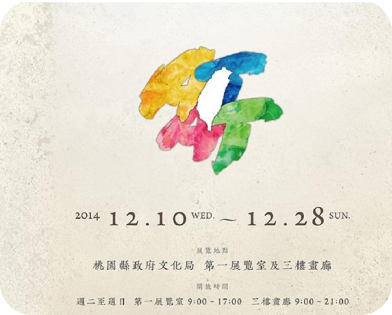 2014 12.10 WED. ~ 12.28 SUN.
展覽地點
桃園縣政府文化局 第一展覽室及三樓畫廊
開放時間
週二至週日 第一展覽室 9:00－17:00 三樓畫廊 9:00－21:00